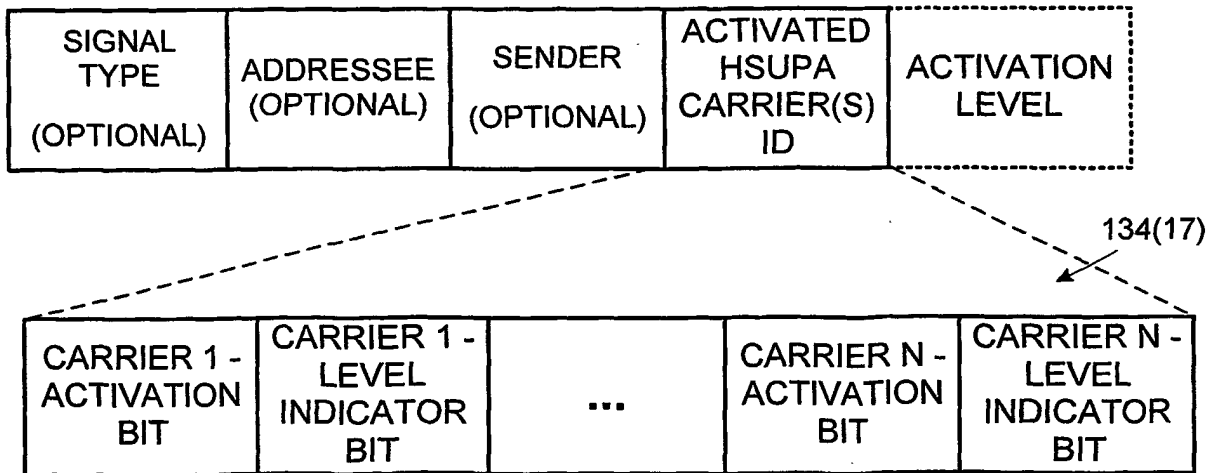 SIGNAL
TYPE
(OPTIONAL)
ADDRESSEE
(OPTIONAL)
SENDER
(OPTIONAL)
ACTIVATED
HSUPA
CARRIER(S)
ID
ACTIVATION
LEVEL
134(17)
CARRIER 1 -
ACTIVATION
BIT
CARRIER 1 -
LEVEL
INDICATOR
BIT
...
CARRIER N -
ACTIVATION
BIT
CARRIER N -
LEVEL
INDICATOR
BIT